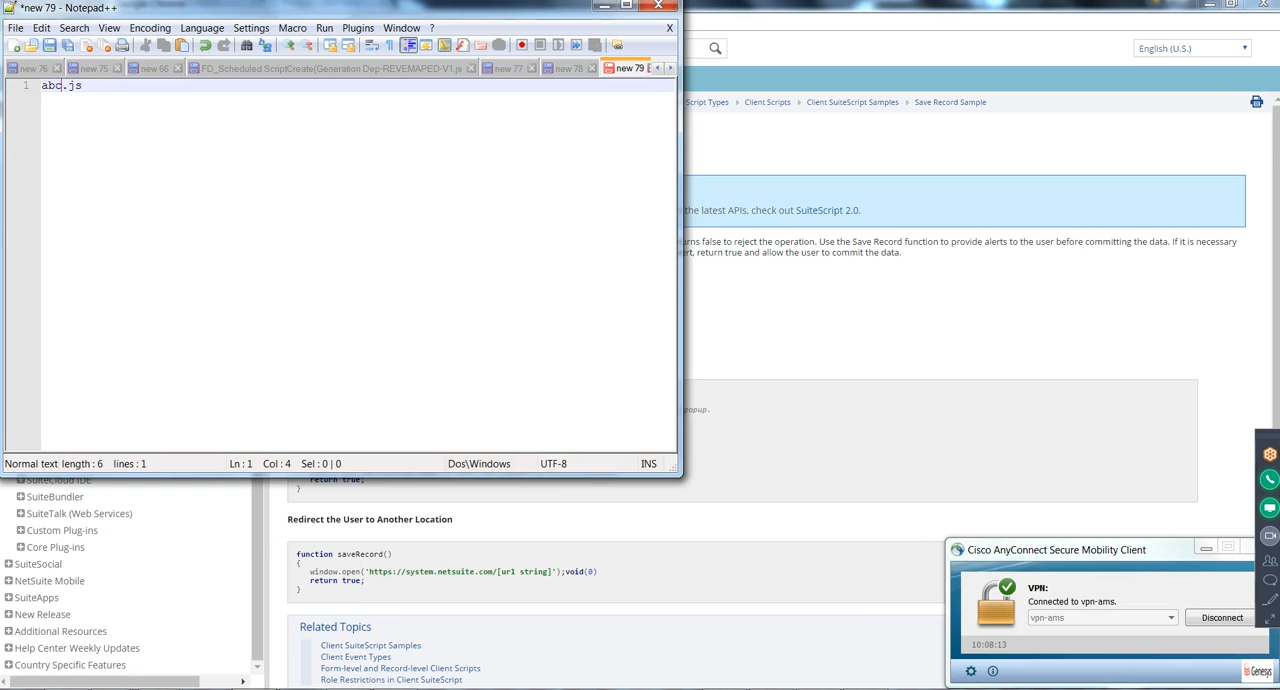 *new 79 - Notepad++
File Edit Search View Encoding Language Settings Macro Run Plugins Window ? X
new 76 new 75 new 66 FD_Scheduled ScriptCreate(Generation Dep-REVEMAPED-V1.js new 77 new 78 new 79
1 abc.js
Normal text length : 6 lines : 1 Ln : 1 Col : 4 Sel : 0 | 0 Dos\Windows UTF-8 INS
English (U.S.)
Script Types Client Scripts Client SuiteScript Samples Save Record Sample
the latest APIs, check out SuiteScript 2.0.
urns false to reject the operation. Use the Save Record function to provide alerts to the user before committing the data. If it is necessary
ert, return true and allow the user to commit the data.
popup.
return true;
}
SuiteCloud IDE
SuiteBundler
SuiteTalk (Web Services)
Custom Plug-ins
Core Plug-ins
SuiteSocial
NetSuite Mobile
SuiteApps
New Release
Additional Resources
Help Center Weekly Updates
Country Specific Features
Redirect the User to Another Location
function saveRecord()
{
window.open('https://system.netsuite.com/[url string]');void(0)
return true;
}
Related Topics
Client SuiteScript Samples
Client Event Types
Form-level and Record-level Client Scripts
Role Restrictions in Client SuiteScript
Cisco AnyConnect Secure Mobility Client
VPN:
Connected to vpn-ams.
vpn-ams Disconnect
10:08:13
Genesys